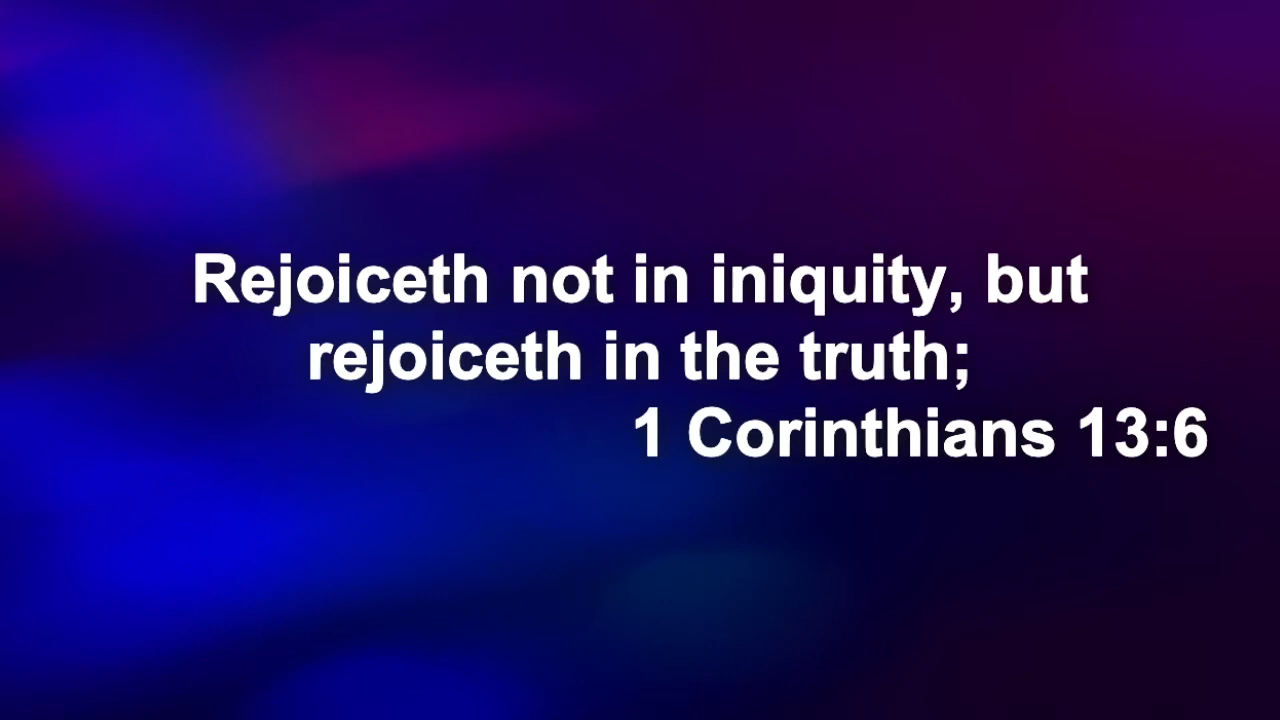 Rejoiceth not in iniquity, but
rejoiceth in the truth;
1 Corinthians 13:6